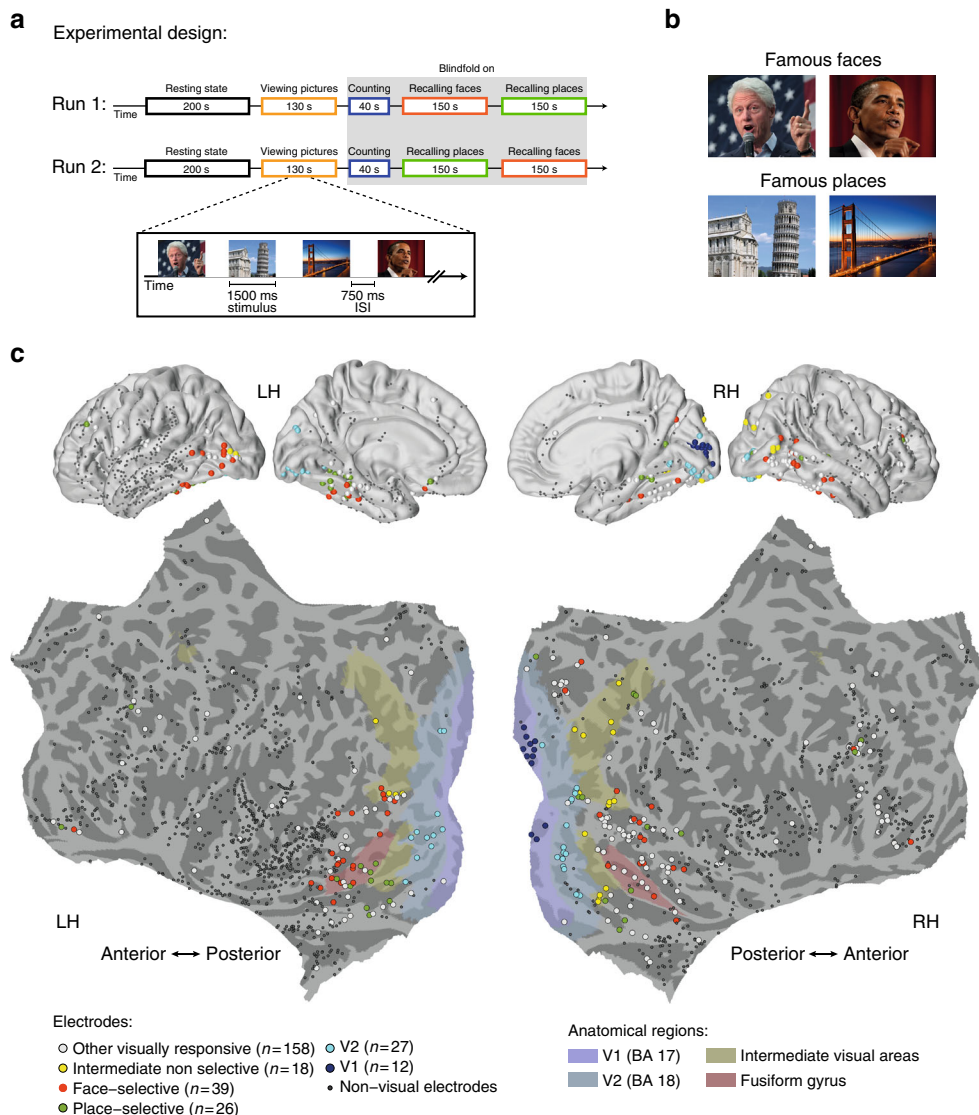 a
Experimental design:
Blindfold on
Resting state Viewing pictures Counting Recalling faces Recalling places
Run 1: 200 s 130 s 40 s 150 s 150 s
Time
Resting state Viewing pictures Counting Recalling places Recalling faces
Run 2: 200 s 130 s 40 s 150 s 150 s
Time
Time
1500 ms
stimulus
750 ms
ISI
b
Famous faces
Famous places
c
LH
RH
LH
RH
Anterior ↔ Posterior
Posterior ↔ Anterior
Electrodes:
Other visually responsive (n=158)
Intermediate non selective (n=18)
Face–selective (n=39)
Place–selective (n=26)
V2 (n=27)
V1 (n=12)
Non–visual electrodes
Anatomical regions:
V1 (BA 17)
V2 (BA 18)
Intermediate visual areas
Fusiform gyrus